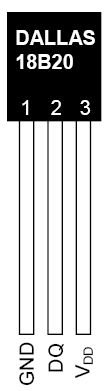 DALLAS
18B20
1 2 3
GND
DQ
VDD